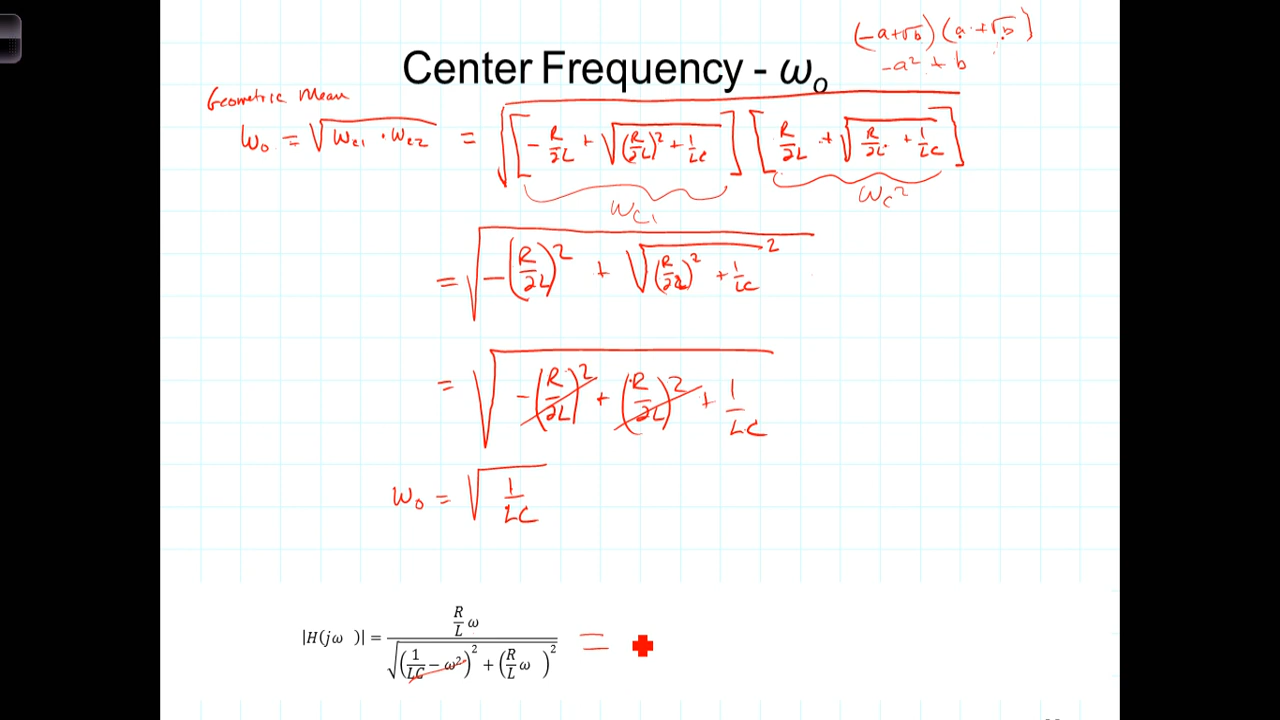 (-a+√b)(a+√b)
Center Frequency - ω₀
-a² + b
Geometric Mean
ω₀ = √(ωc1 · ωc2) = √([-R/2L + √((R/2L)² + 1/LC)] [R/2L + √(R/2L + 1/LC)])
ωC1 ωC2
= √(-(R/2L)² + √((R/2L)² + 1/LC)²)
= √(-(R/2L)² + (R/2L)² + 1/LC)
ω₀ = √(1/LC)
|H(jω )| = (R/L ω) / √((1/LC - ω²)² + (R/L ω )²) =